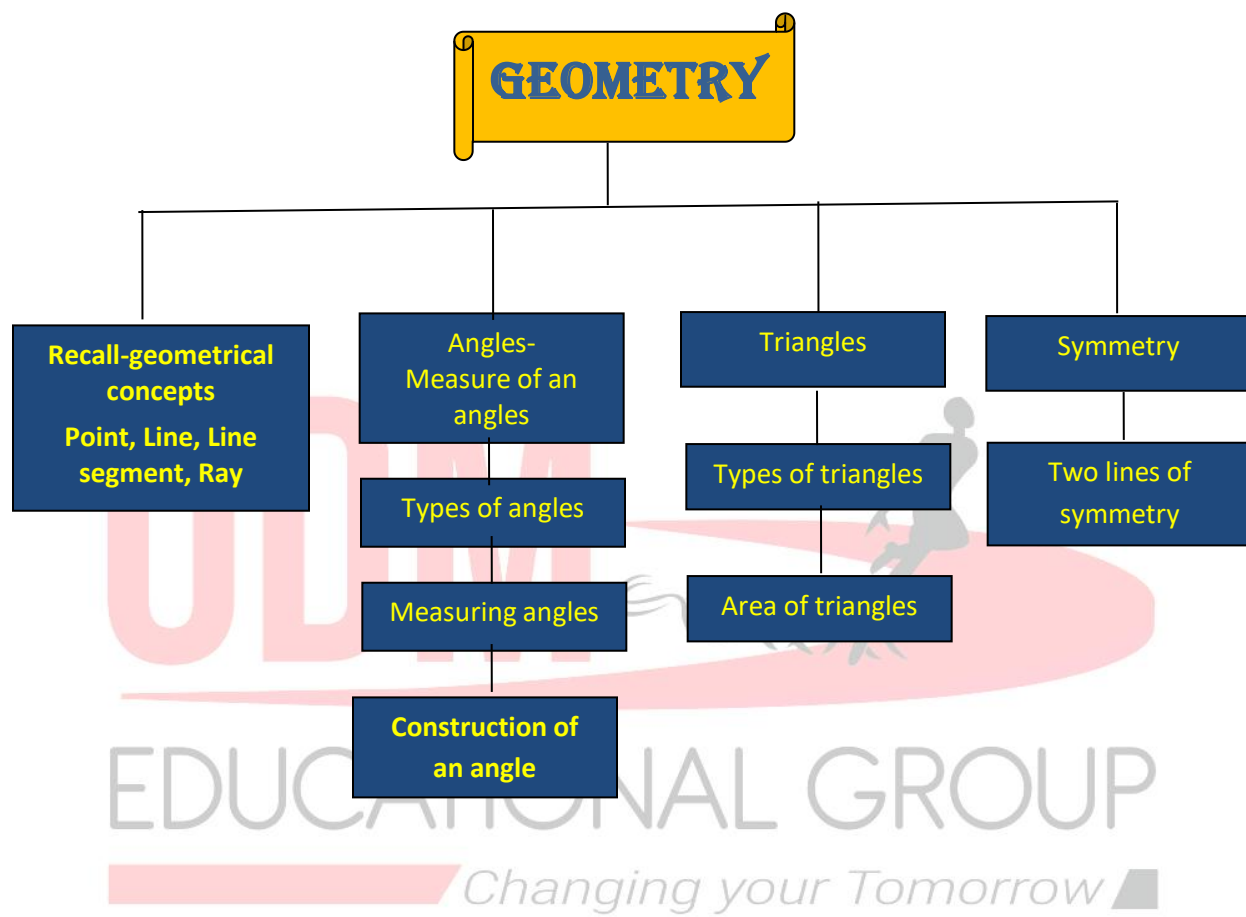 GEOMETRY
Recall-geometrical
concepts
Point, Line, Line
segment, Ray
Angles-
Measure of an
angles
Types of angles
Measuring angles
Construction of
an angle
Triangles
Types of triangles
Area of triangles
Symmetry
Two lines of
symmetry
ODM
EDUCATIONAL GROUP
Changing your Tomorrow